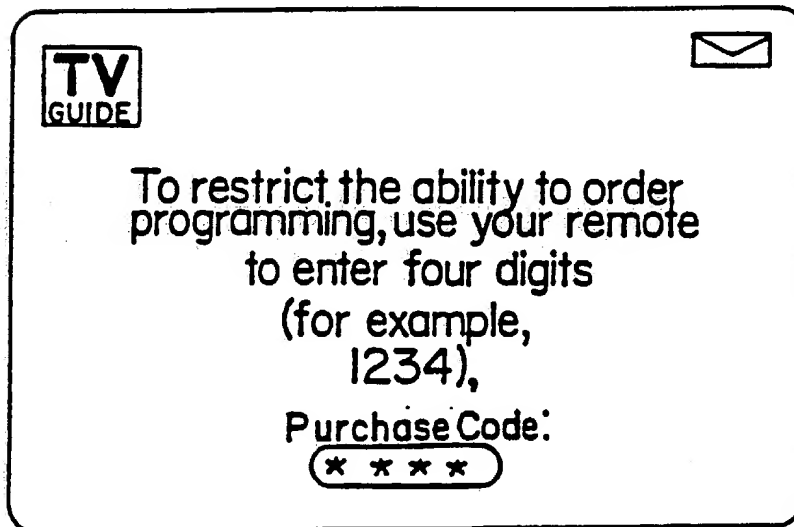 TV
GUIDE
To restrict the ability to order
programming, use your remote
to enter four digits
(for example,
1234),
Purchase Code:
* * * *